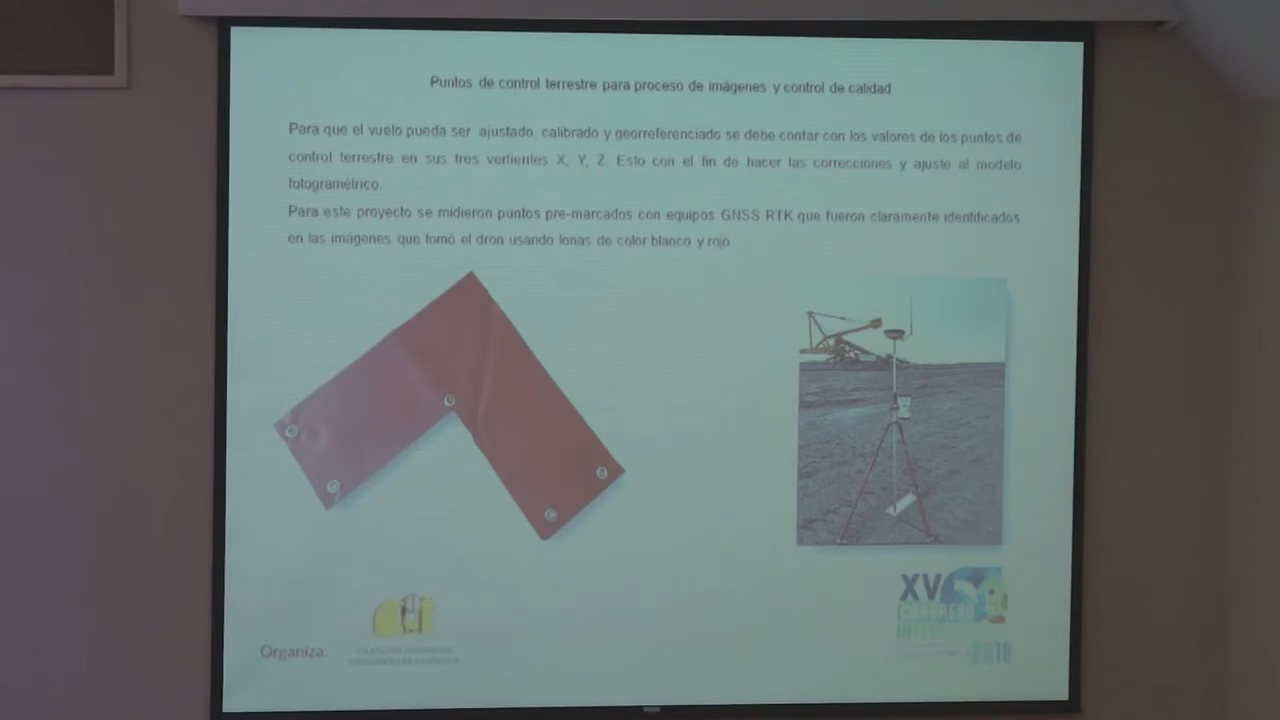 Puntos de control terrestre para proceso de imágenes y control de calidad
Para que el vuelo pueda ser ajustado, calibrado y georreferenciado se debe contar con los valores de los puntos de
control terrestre en sus tres vertientes X, Y, Z. Esto con el fin de hacer las correcciones y ajuste al modelo
fotogramétrico.
Para este proyecto se midieron puntos pre-marcados con equipos GNSS RTK que fueron claramente identificados
en las imágenes que tomó el dron usando lonas de color blanco y rojo
XV
CONGRESO
Organiza:
2018